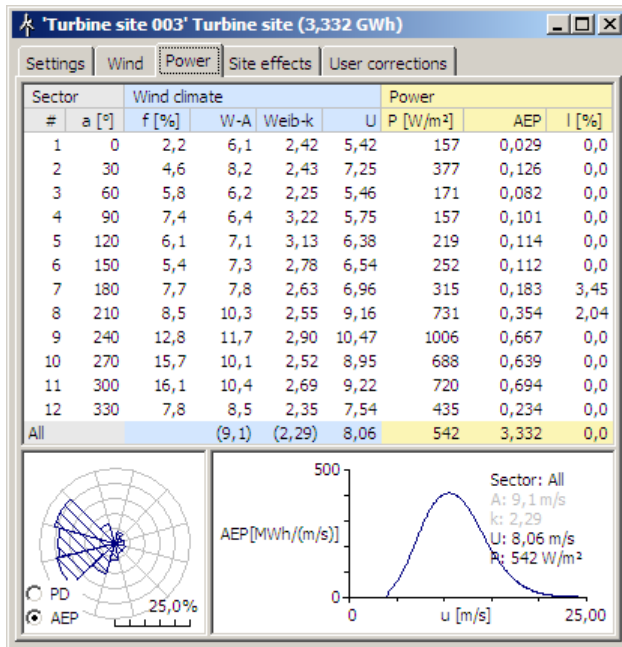 'Turbine site 003' Turbine site (3,332 GWh)
Settings Wind Power Site effects User corrections
Sector Wind climate Power
# a [°] f [%] W-A Weib-k U P [W/m²] AEP l [%]
1 0 2,2 6,1 2,42 5,42 157 0,029 0,0
2 30 4,6 8,2 2,43 7,25 377 0,126 0,0
3 60 5,8 6,2 2,25 5,46 171 0,082 0,0
4 90 7,4 6,4 3,22 5,75 157 0,101 0,0
5 120 6,1 7,1 3,13 6,38 219 0,114 0,0
6 150 5,4 7,3 2,78 6,54 252 0,112 0,0
7 180 7,7 7,8 2,63 6,96 315 0,183 3,45
8 210 8,5 10,3 2,55 9,16 731 0,354 2,04
9 240 12,8 11,7 2,90 10,47 1006 0,667 0,0
10 270 15,7 10,1 2,52 8,95 688 0,639 0,0
11 300 16,1 10,4 2,69 9,22 720 0,694 0,0
12 330 7,8 8,5 2,35 7,54 435 0,234 0,0
All (9,1) (2,29) 8,06 542 3,332 0,0
PD
AEP
25,0%
500
AEP[MWh/(m/s)]
0
0 u [m/s] 25,00
Sector: All
A: 9,1 m/s
k: 2,29
U: 8,06 m/s
P: 542 W/m²